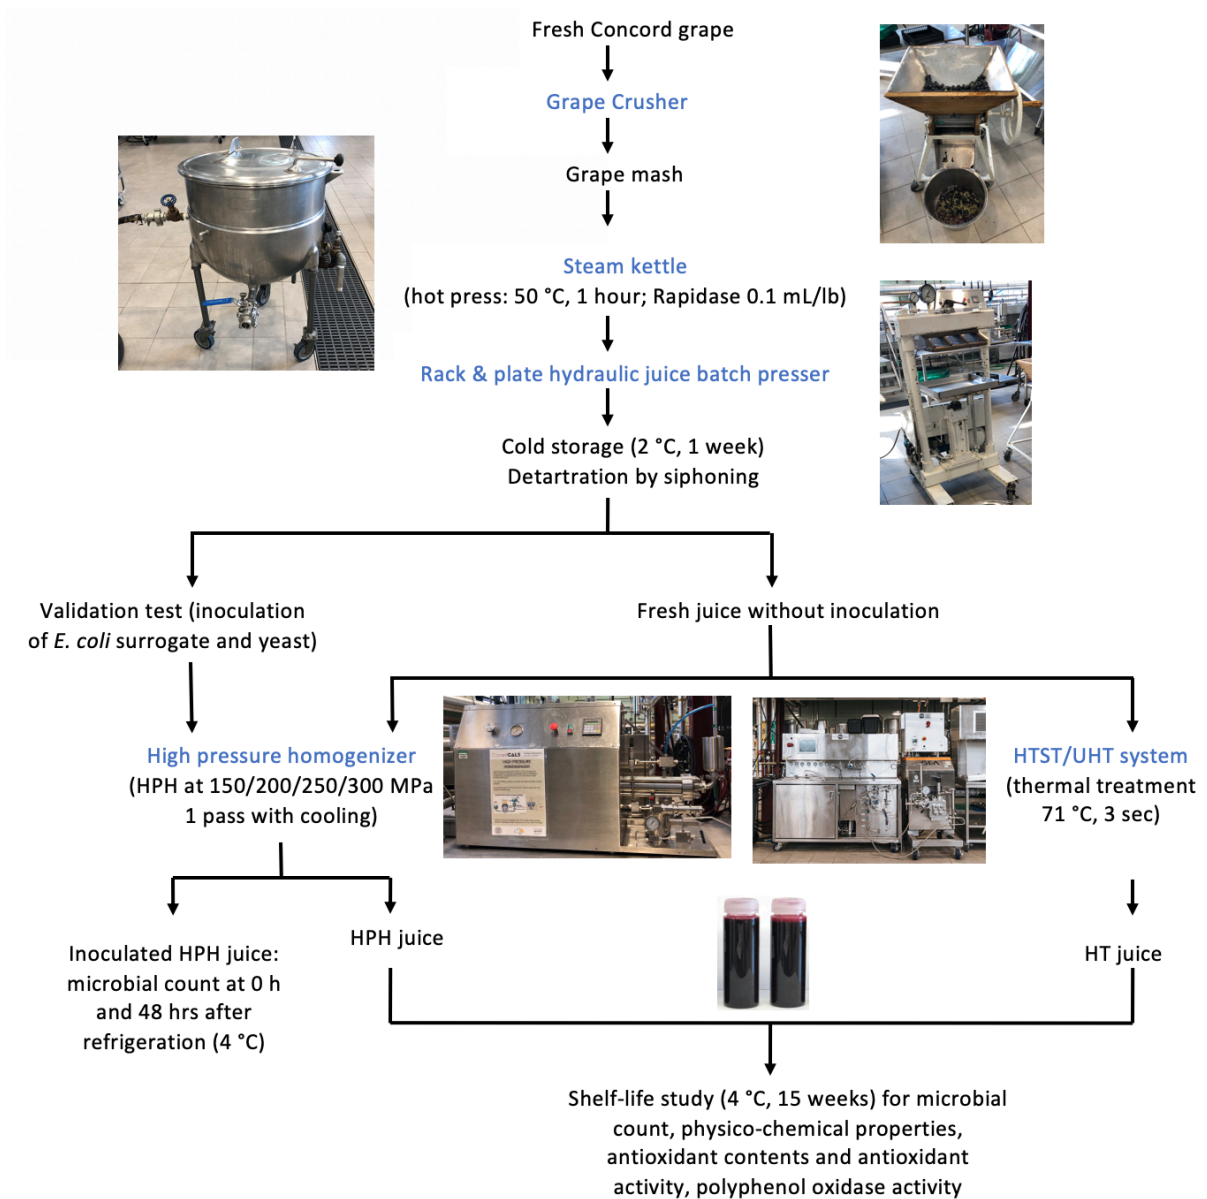 Fresh Concord grape
Grape Crusher
Grape mash
Steam kettle
(hot press: 50 °C, 1 hour; Rapidase 0.1 mL/lb)
Rack & plate hydraulic juice batch presser
Cold storage (2 °C, 1 week)
Detartration by siphoning
Validation test (inoculation
of E. coli surrogate and yeast)
Fresh juice without inoculation
High pressure homogenizer
(HPH at 150/200/250/300 MPa
1 pass with cooling)
CALS
HIGH PRESSURE
HOMOGENIZER
HTST/UHT system
(thermal treatment
71 °C, 3 sec)
Inoculated HPH juice:
microbial count at 0 h
and 48 hrs after
refrigeration (4 °C)
HPH juice
HT juice
Shelf-life study (4 °C, 15 weeks) for microbial
count, physico-chemical properties,
antioxidant contents and antioxidant
activity, polyphenol oxidase activity